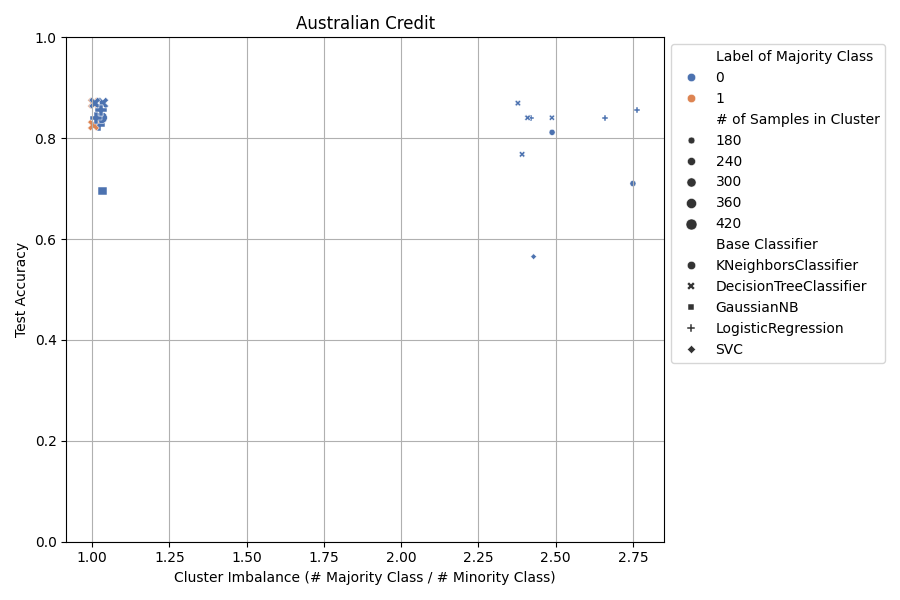 Australian Credit
1.0
0.8
0.6
0.4
0.2
0.0
Test Accuracy
1.00 1.25 1.50 1.75 2.00 2.25 2.50 2.75
Cluster Imbalance (# Majority Class / # Minority Class)
Label of Majority Class
0
1
# of Samples in Cluster
180
240
300
360
420
Base Classifier
KNeighborsClassifier
DecisionTreeClassifier
GaussianNB
LogisticRegression
SVC